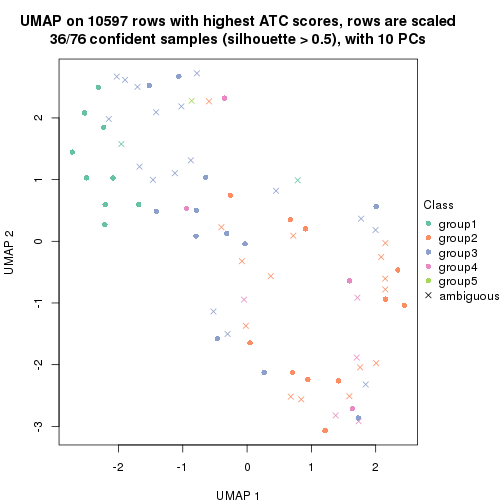 UMAP on 10597 rows with highest ATC scores, rows are scaled
36/76 confident samples (silhouette > 0.5), with 10 PCs
2
1
0
-1
-2
-3
UMAP 2
-2
-1
0
1
2
UMAP 1
Class
group1
group2
group3
group4
group5
ambiguous